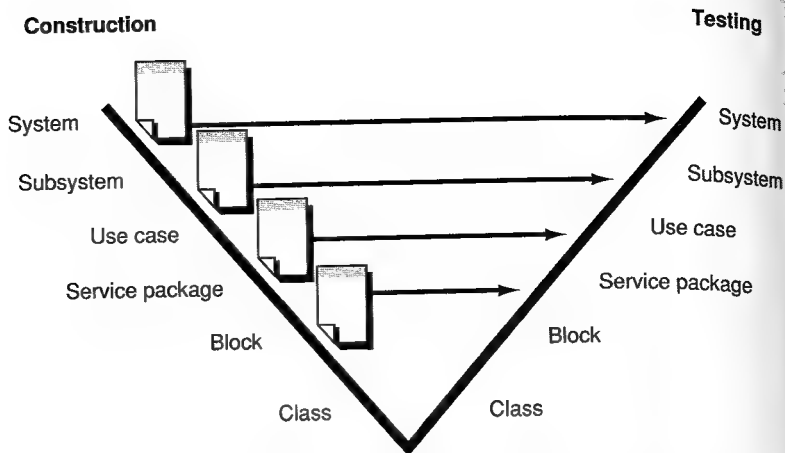 Construction
Testing
System
System
Subsystem
Subsystem
Use case
Use case
Service package
Service package
Block
Block
Class
Class